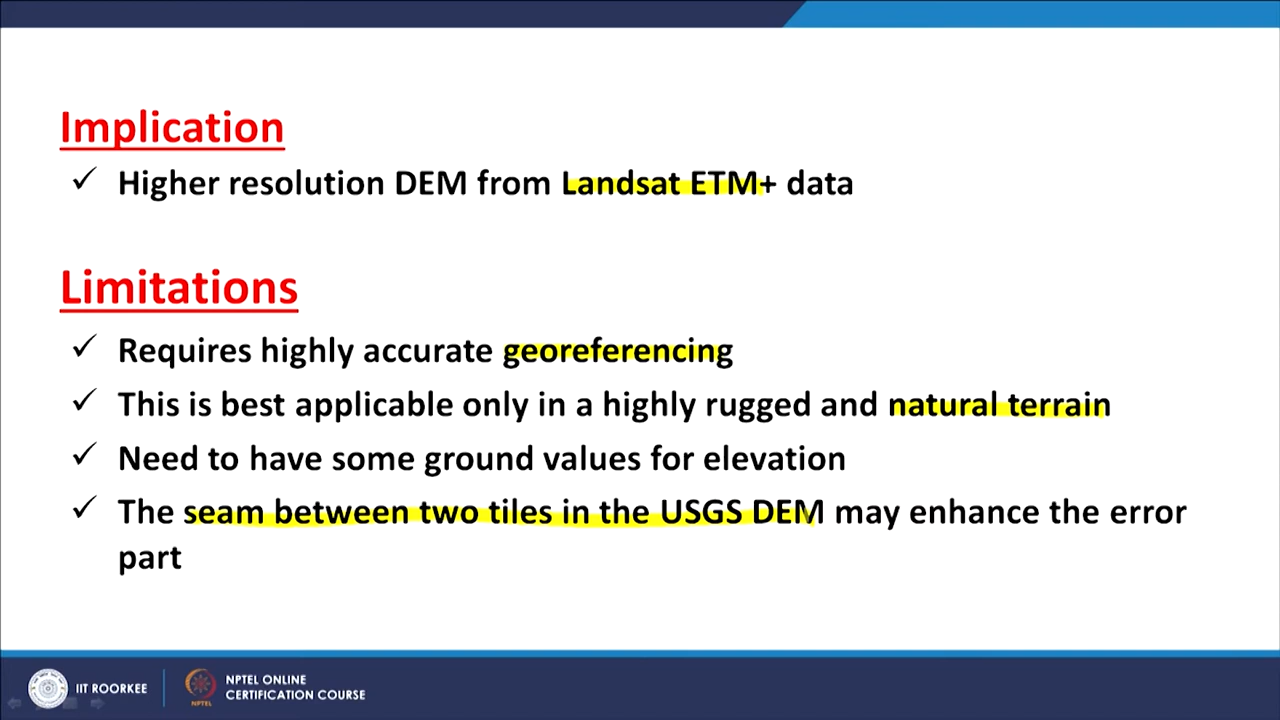 Implication
✓ Higher resolution DEM from Landsat ETM+ data
Limitations
✓ Requires highly accurate georeferencing
✓ This is best applicable only in a highly rugged and natural terrain
✓ Need to have some ground values for elevation
✓ The seam between two tiles in the USGS DEM may enhance the error
part
IIT ROORKEE
NPTEL
NPTEL ONLINE
CERTIFICATION COURSE